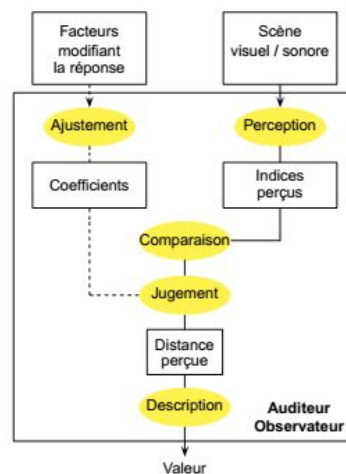 Facteurs
modifiant
la réponse
Scène
visuel / sonore
Ajustement
Perception
Coefficients
Indices
perçus
Comparaison
Jugement
Distance
perçue
Description
Auditeur
Observateur
Valeur